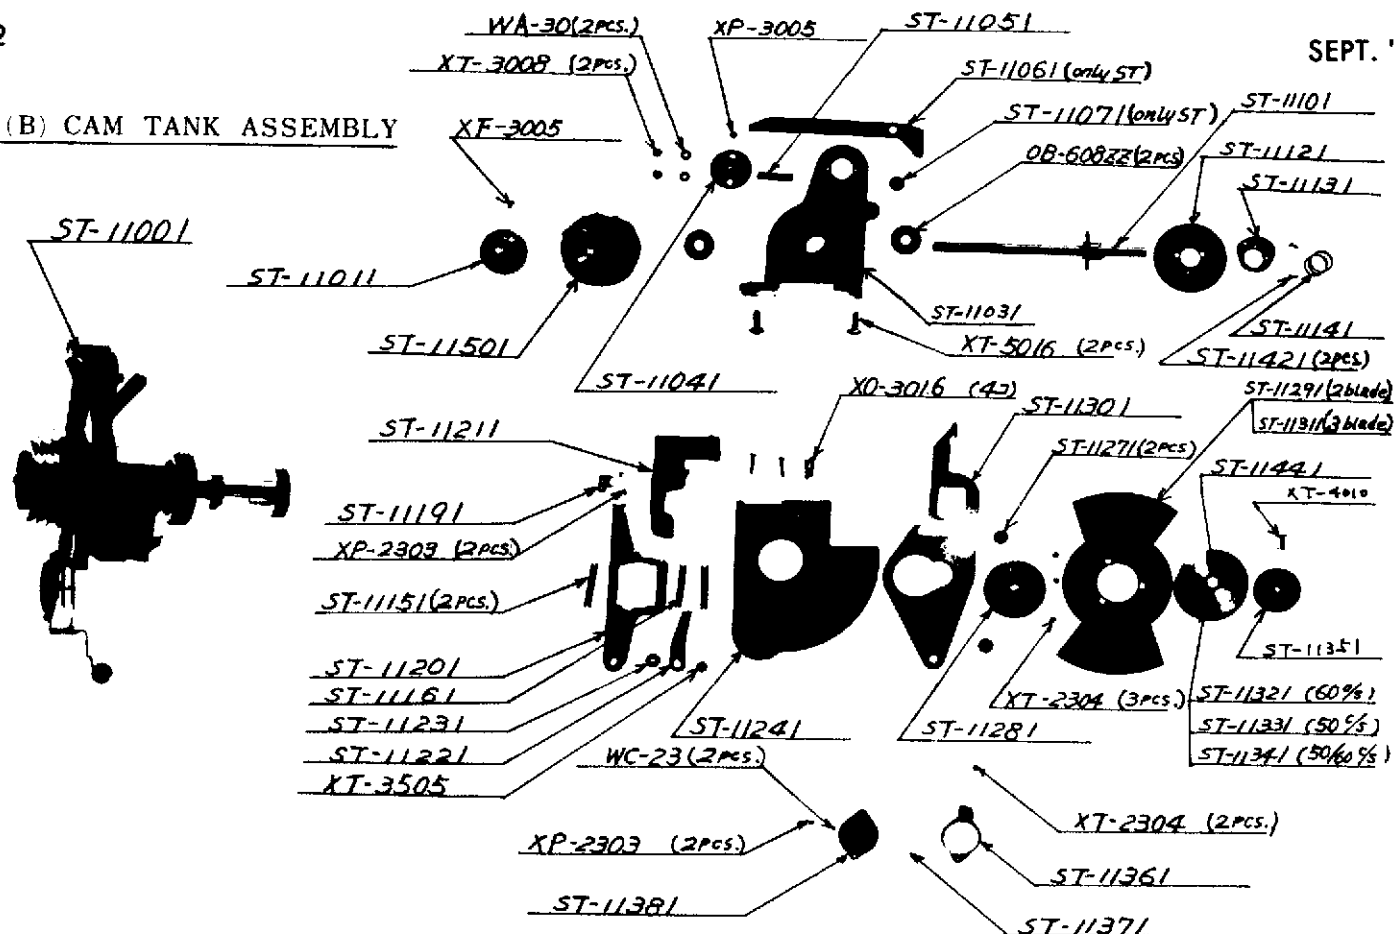 2
SEPT. '
(B) CAM TANK ASSEMBLY
WA-30(2PCS.)
XP-3005
ST-11051
XT-3008 (2PCS.)
ST-11061(only ST)
XF-3005
ST-11071(only ST)
ST-11101
OB-608ZZ(2PCS)
ST-11121
ST-11131
ST-11001
ST-11011
ST-11031
ST-11141
ST-11501
XT-5016 (2PCS.)
ST-11421(2PCS.)
ST-11041
XO-3016 (4コ)
ST-11291(2blade)
ST-11301
ST-11311(3blade)
ST-11211
ST-11271(2PCS)
ST-11441
XT-4010
ST-11191
XP-2303 (2PCS.)
ST-11151(2PCS.)
ST-11351
ST-11201
ST-11161
XT-2304 (3PCS.)
ST-11321 (60%)
ST-11231
ST-11241
ST-11281
ST-11331 (50 c/s)
ST-11221
WC-23(2PCS.)
ST-11341 (50/60 c/s)
XT-3505
XT-2304 (2PCS.)
XP-2303 (2PCS.)
ST-11361
ST-11381
ST-11371